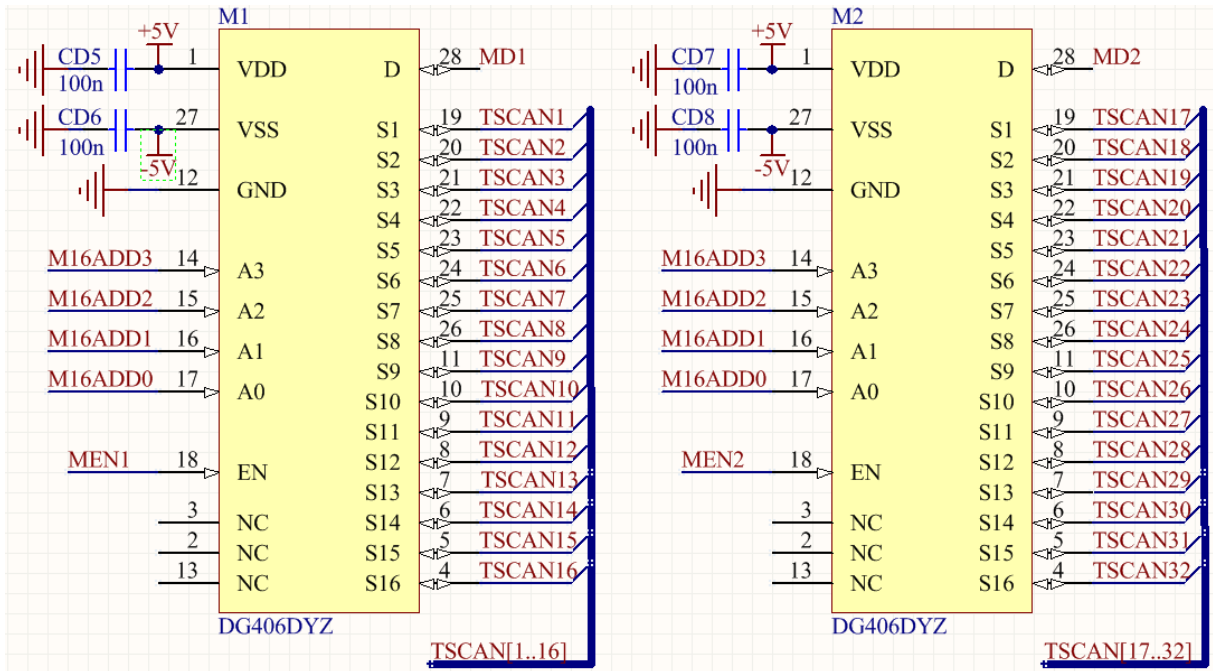 M1
CD5
100n
+5V
1
VDD
D
28
MD1
CD6
100n
-5V
27
VSS
12
GND
S1
19
TSCAN1
S2
20
TSCAN2
S3
21
TSCAN3
S4
22
TSCAN4
S5
23
TSCAN5
S6
24
TSCAN6
S7
25
TSCAN7
S8
26
TSCAN8
S9
11
TSCAN9
S10
10
TSCAN10
S11
9
TSCAN11
S12
8
TSCAN12
S13
7
TSCAN13
S14
6
TSCAN14
S15
5
TSCAN15
S16
4
TSCAN16
M16ADD3
14
A3
M16ADD2
15
A2
M16ADD1
16
A1
M16ADD0
17
A0
MEN1
18
EN
3
NC
2
NC
13
NC
DG406DYZ
TSCAN[1..16]
M2
CD7
100n
+5V
1
VDD
D
28
MD2
CD8
100n
-5V
27
VSS
12
GND
S1
19
TSCAN17
S2
20
TSCAN18
S3
21
TSCAN19
S4
22
TSCAN20
S5
23
TSCAN21
S6
24
TSCAN22
S7
25
TSCAN23
S8
26
TSCAN24
S9
11
TSCAN25
S10
10
TSCAN26
S11
9
TSCAN27
S12
8
TSCAN28
S13
7
TSCAN29
S14
6
TSCAN30
S15
5
TSCAN31
S16
4
TSCAN32
M16ADD3
14
A3
M16ADD2
15
A2
M16ADD1
16
A1
M16ADD0
17
A0
MEN2
18
EN
3
NC
2
NC
13
NC
DG406DYZ
TSCAN[17..32]